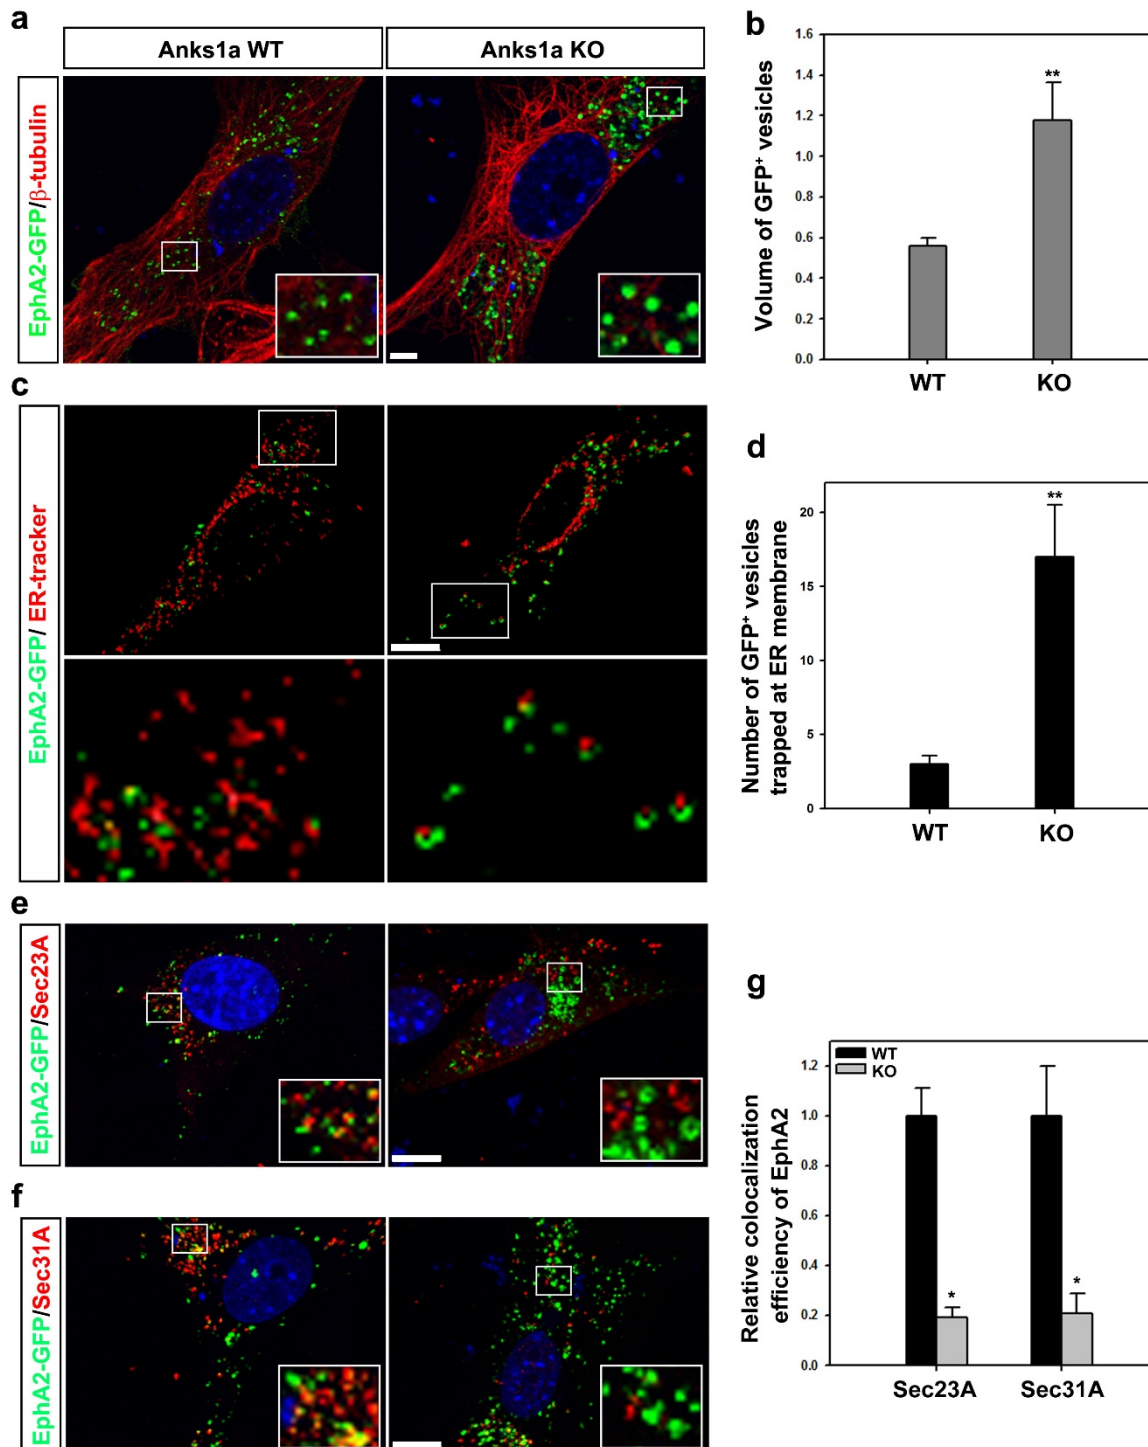 a
Anks1a WT
Anks1a KO
EphA2-GFP/β-tubulin
b
Volume of GFP⁺ vesicles
1.6
1.4
1.2
1.0
0.8
0.6
0.4
0.2
0.0
**
WT
KO
c
EphA2-GFP/ ER-tracker
d
Number of GFP⁺ vesicles
trapped at ER membrane
20
15
10
5
0
**
WT
KO
e
EphA2-GFP/Sec23A
f
EphA2-GFP/Sec31A
g
Relative colocalization
efficiency of EphA2
1.2
1.0
0.8
0.6
0.4
0.2
0.0
WT
KO
*
*
Sec23A
Sec31A